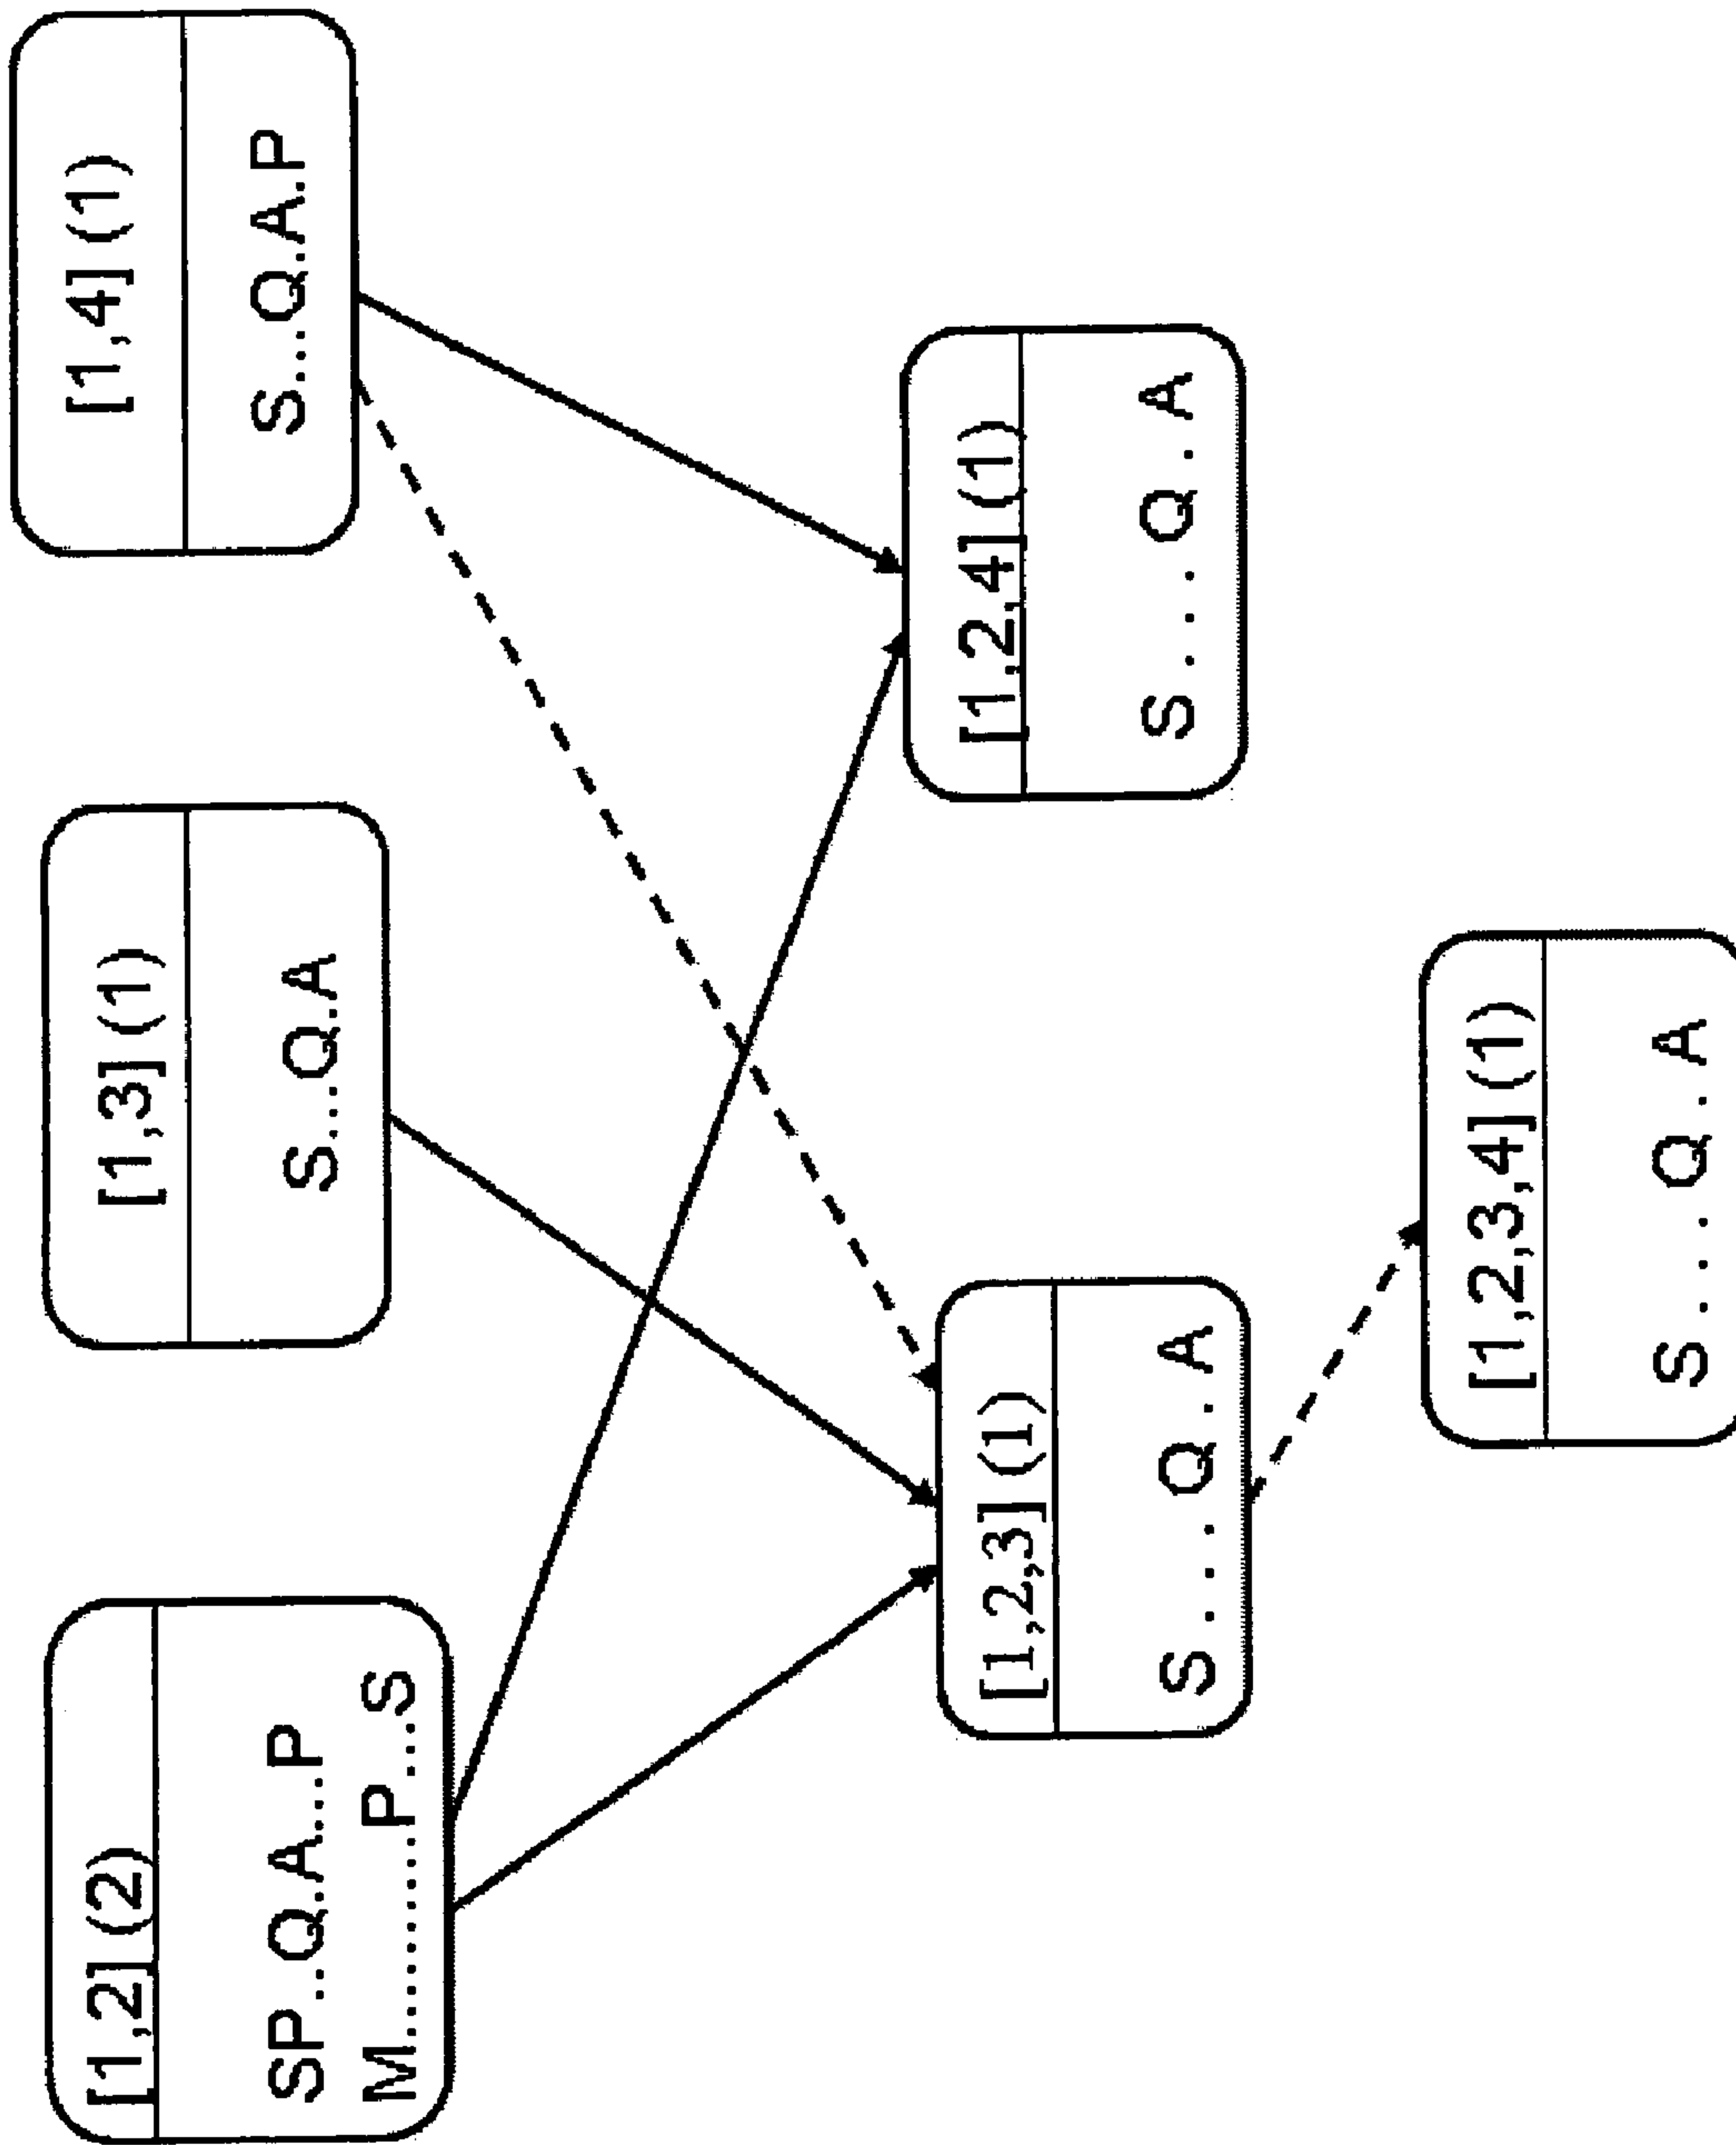 [1,2](2)
SP..Q.A...P
M............P...S
[1,3](1)
S...Q.A
[1,4](1)
S...Q.A.P
[1,2,3](1)
S . . . Q . A
[1,2,4](1)
S . . . Q . A
[1,2,3,4](1)
S . . . Q . A